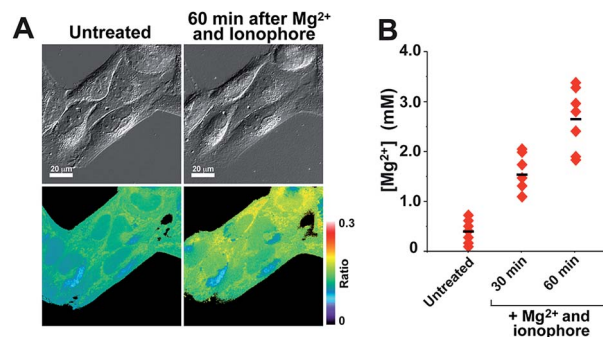 A
Untreated
60 min after Mg²⁺
and Ionophore
20 μm
20 μm
0.3
Ratio
0
B
[Mg²⁺] (mM)
4.0
3.0
2.0
1.0
0
Untreated
30 min
60 min
+ Mg²⁺ and
ionophore